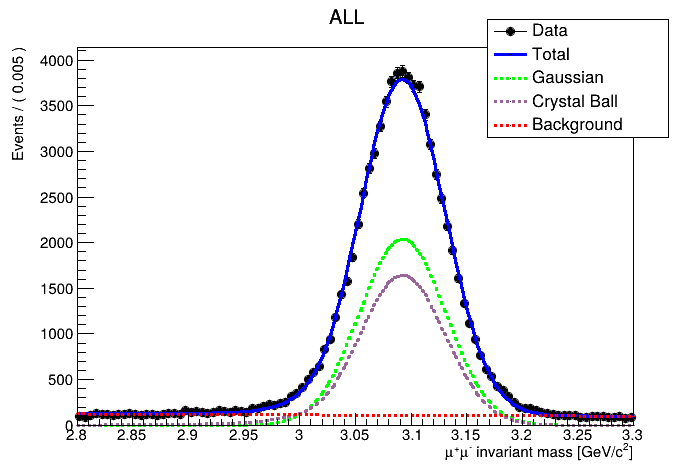 ALL
Data
Total
Gaussian
Crystal Ball
Background
Events / ( 0.005 )
4000
3500
3000
2500
2000
1500
1000
500
0
2.8 2.85 2.9 2.95 3 3.05 3.1 3.15 3.2 3.25 3.3
μ⁺μ⁻ invariant mass [GeV/c²]